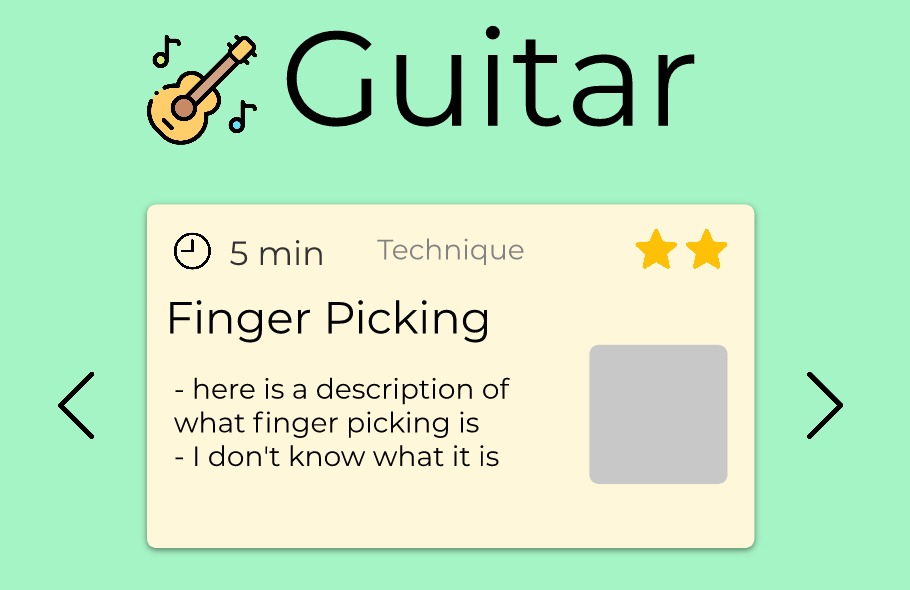 Guitar
5 min Technique
Finger Picking
- here is a description of
what finger picking is
- I don't know what it is